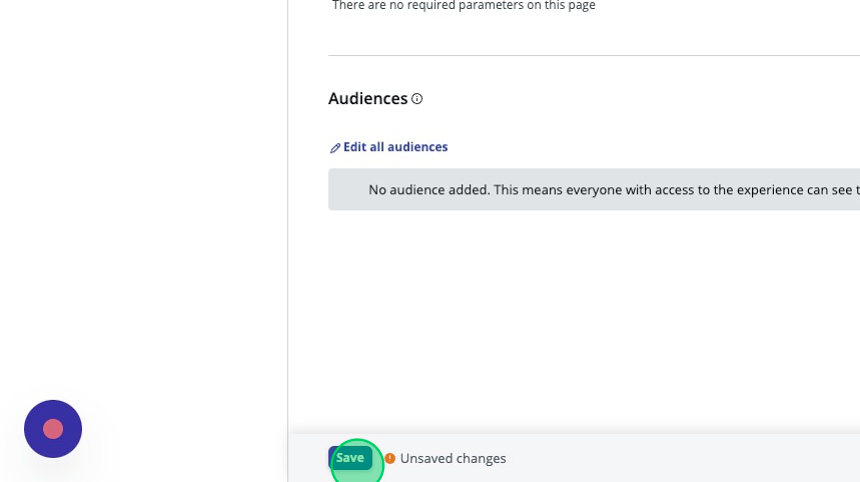 There are no required parameters on this page
Audiences
Edit all audiences
No audience added. This means everyone with access to the experience can see t
Save
Unsaved changes